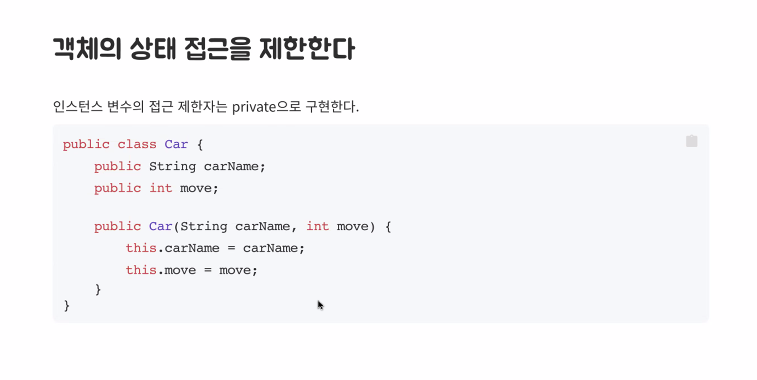 객체의 상태 접근을 제한한다
인스턴스 변수의 접근 제한자는 private으로 구현한다.
public class Car {
    public String carName;
    public int move;

    public Car(String carName, int move) {
        this.carName = carName;
        this.move = move;
    }
}